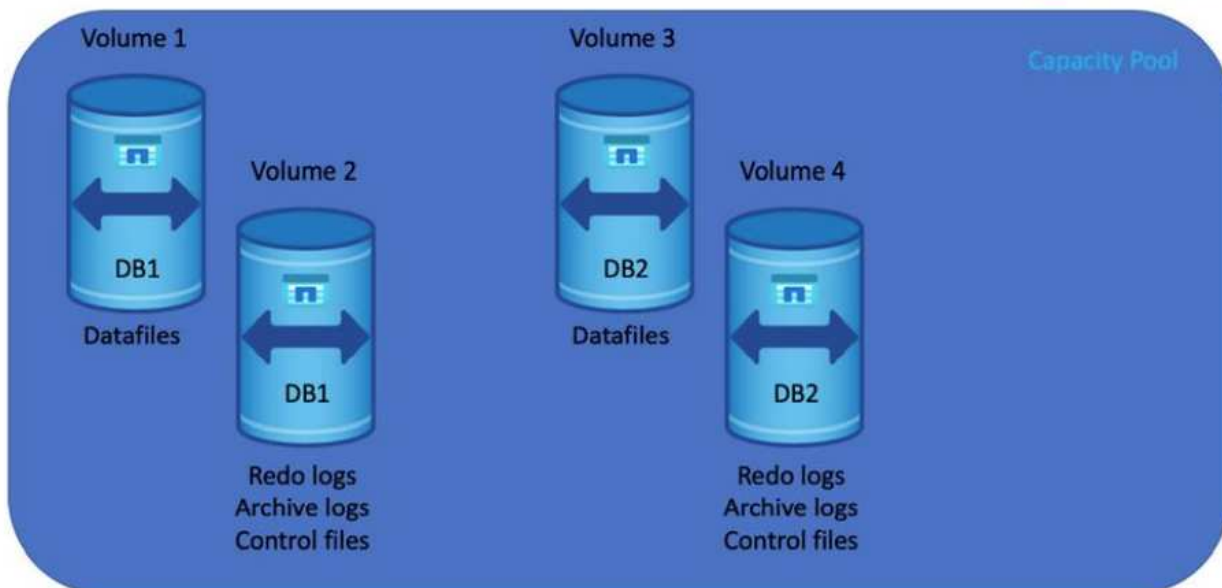 Volume 1
Volume 3
Capacity Pool
Volume 2
Volume 4
DB1
DB2
Datafiles
Datafiles
DB1
DB2
Redo logs
Archive logs
Control files
Redo logs
Archive logs
Control files